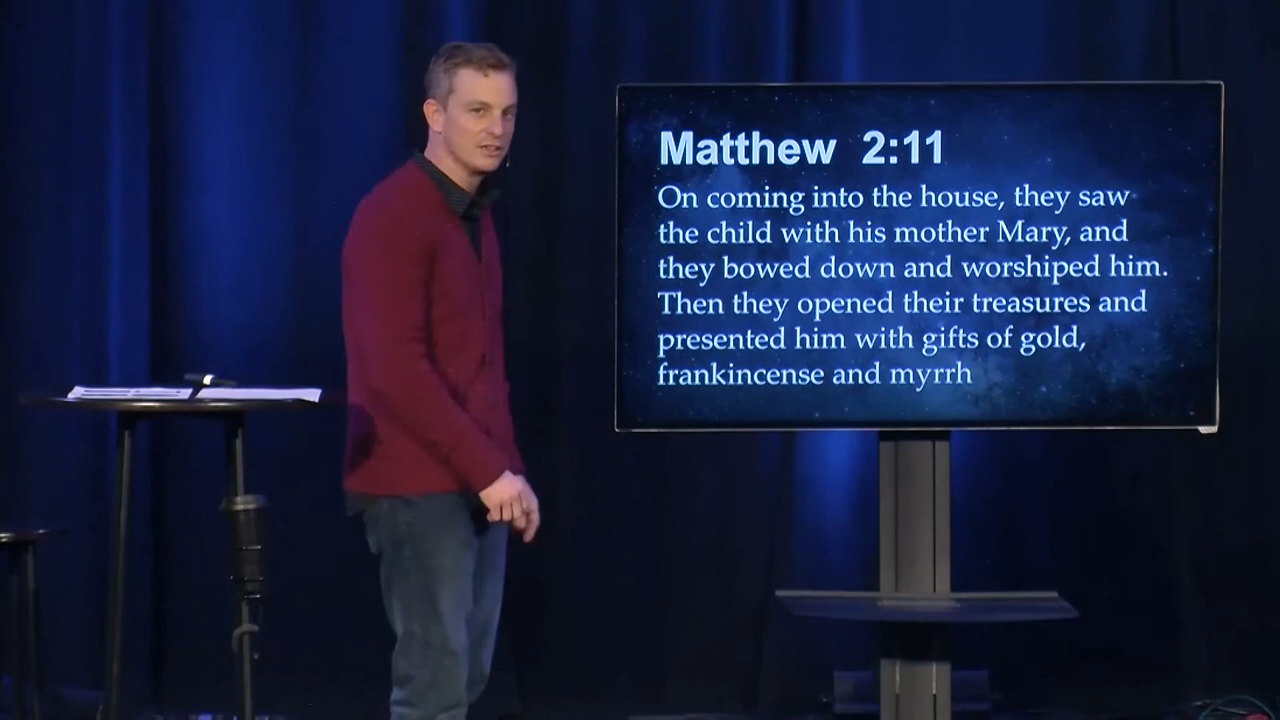 Matthew 2:11
On coming into the house, they saw
the child with his mother Mary, and
they bowed down and worshiped him.
Then they opened their treasures and
presented him with gifts of gold,
frankincense and myrrh